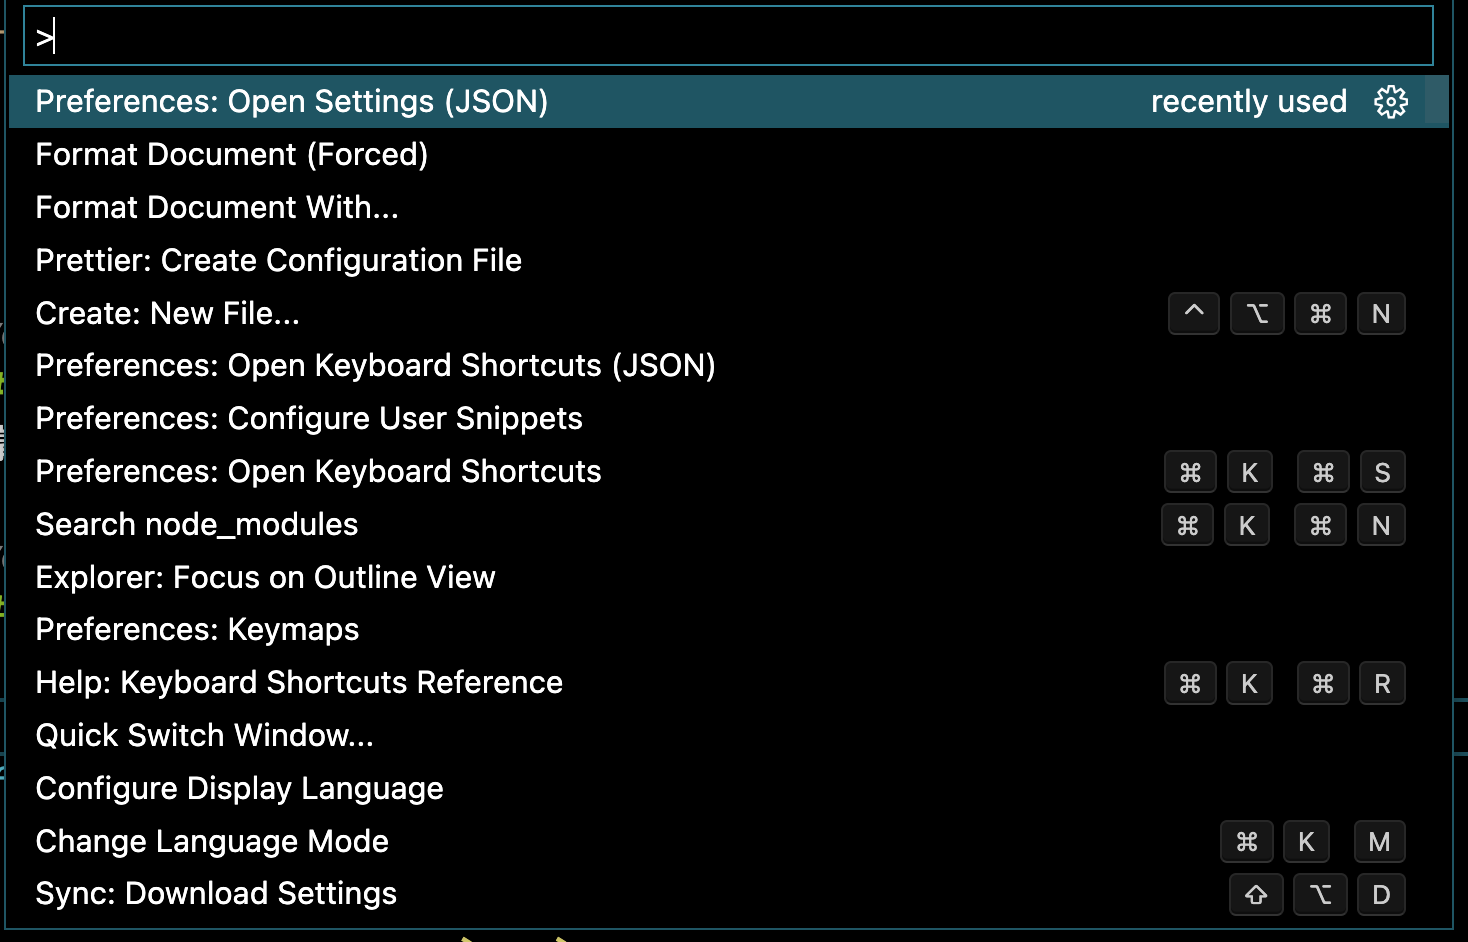 >
Preferences: Open Settings (JSON) recently used
Format Document (Forced)
Format Document With...
Prettier: Create Configuration File
Create: New File... ^ ⌥ ⌘ N
Preferences: Open Keyboard Shortcuts (JSON)
Preferences: Configure User Snippets
Preferences: Open Keyboard Shortcuts ⌘ K ⌘ S
Search node_modules ⌘ K ⌘ N
Explorer: Focus on Outline View
Preferences: Keymaps
Help: Keyboard Shortcuts Reference ⌘ K ⌘ R
Quick Switch Window...
Configure Display Language
Change Language Mode ⌘ K M
Sync: Download Settings ⇧ ⌥ D